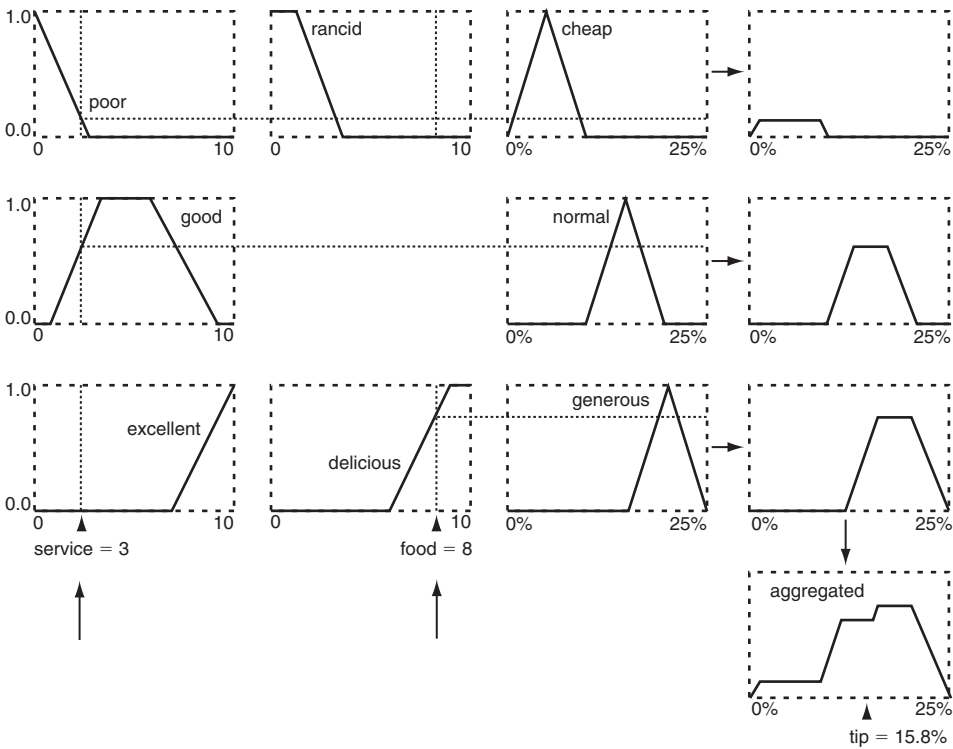 1.0
rancid
cheap
poor
0.0
0 10 0 10 0% 25% 0% 25%
1.0
good
normal
0.0
0 10 0% 25% 0% 25%
1.0
generous
excellent
delicious
0.0
0 10 0 10 0% 25% 0% 25%
service = 3
food = 8
aggregated
0% 25%
tip = 15.8%